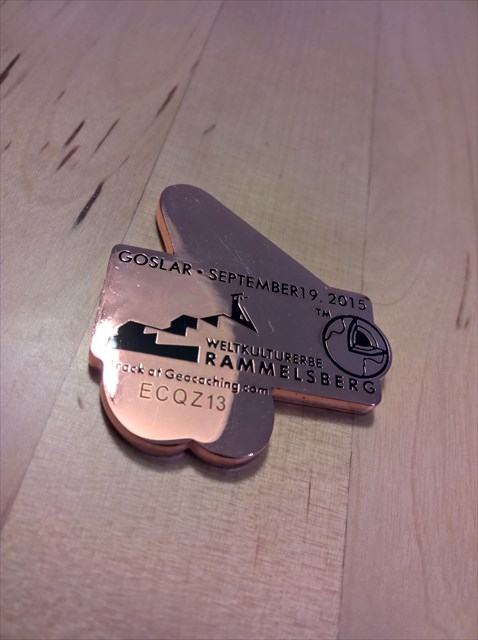 GOSLAR • SEPTEMBER 19, 2015
TM
WELTKULTURERBE
RAMMELSBERG
Track at Geocaching.com
ECQZ13